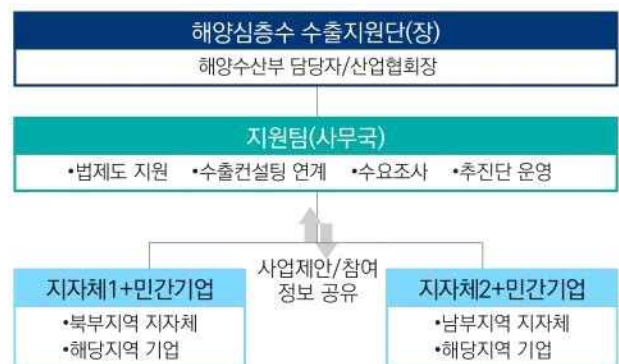 해양심층수 수출지원단(장)
해양수산부 담당자/산업협회장
지원팀(사무국)
•법제도 지원 •수출컨설팅 연계 •수요조사 •추진단 운영
사업제안/참여
정보 공유
지자체1+민간기업
•북부지역 지자체
•해당지역 기업
지자체2+민간기업
•남부지역 지자체
•해당지역 기업